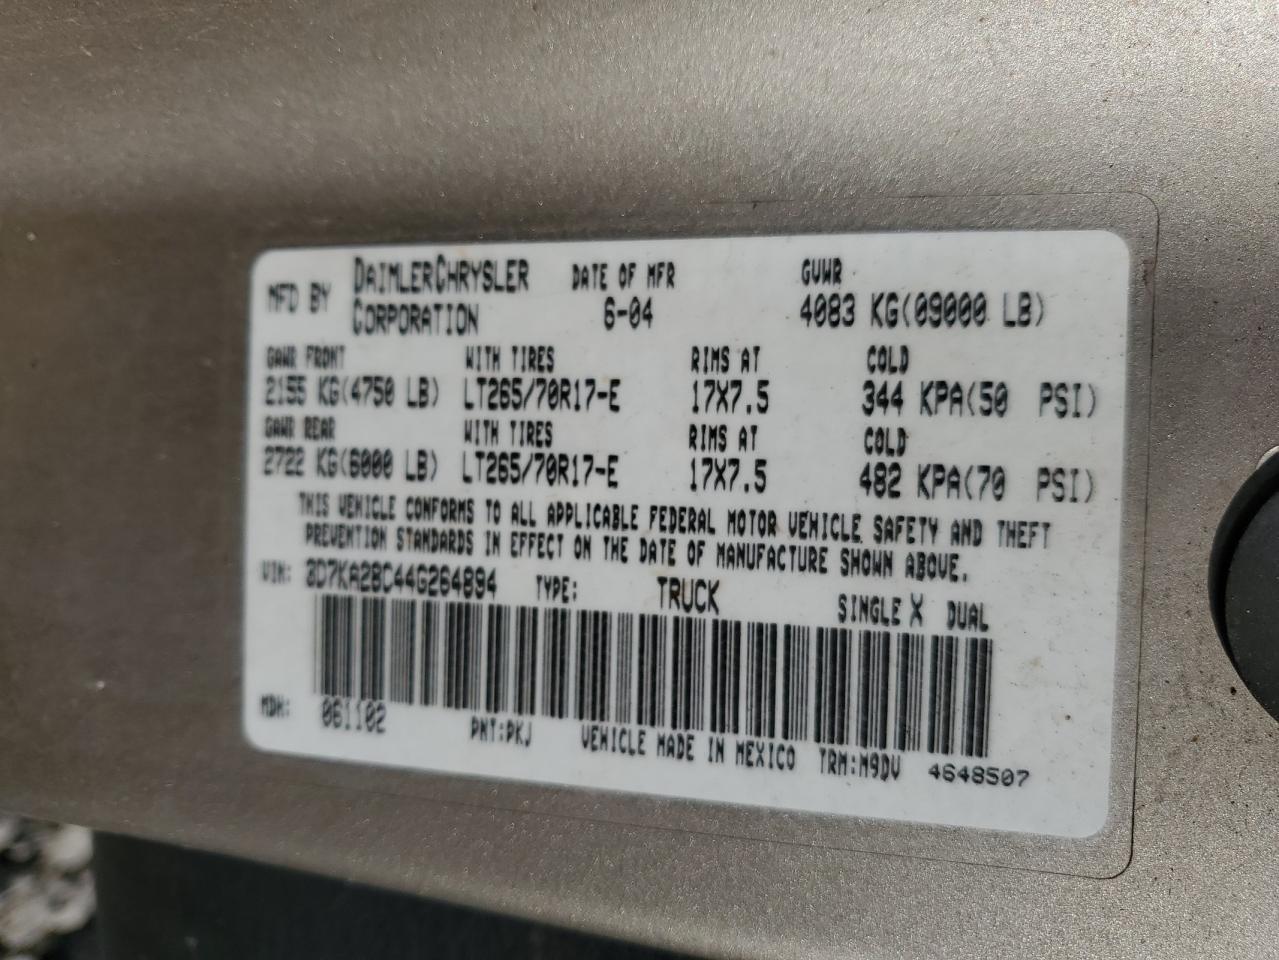 MFD BY DAIMLERCHRYSLER CORPORATION DATE OF MFR 6-04 GVWR 4083 KG(09000 LB)
GAWR FRONT WITH TIRES RIMS AT COLD
2155 KG(4750 LB) LT265/70R17-E 17X7.5 344 KPA(50 PSI)
GAWR REAR WITH TIRES RIMS AT COLD
2722 KG(6000 LB) LT265/70R17-E 17X7.5 482 KPA(70 PSI)
THIS VEHICLE CONFORMS TO ALL APPLICABLE FEDERAL MOTOR VEHICLE SAFETY AND THEFT
PREVENTION STANDARDS IN EFFECT ON THE DATE OF MANUFACTURE SHOWN ABOVE.
VIN: 3D7KA28C44G264894 TYPE: TRUCK SINGLE X DUAL
MDH: 061102 PNT:PKJ VEHICLE MADE IN MEXICO TRM:M9DV 4648507